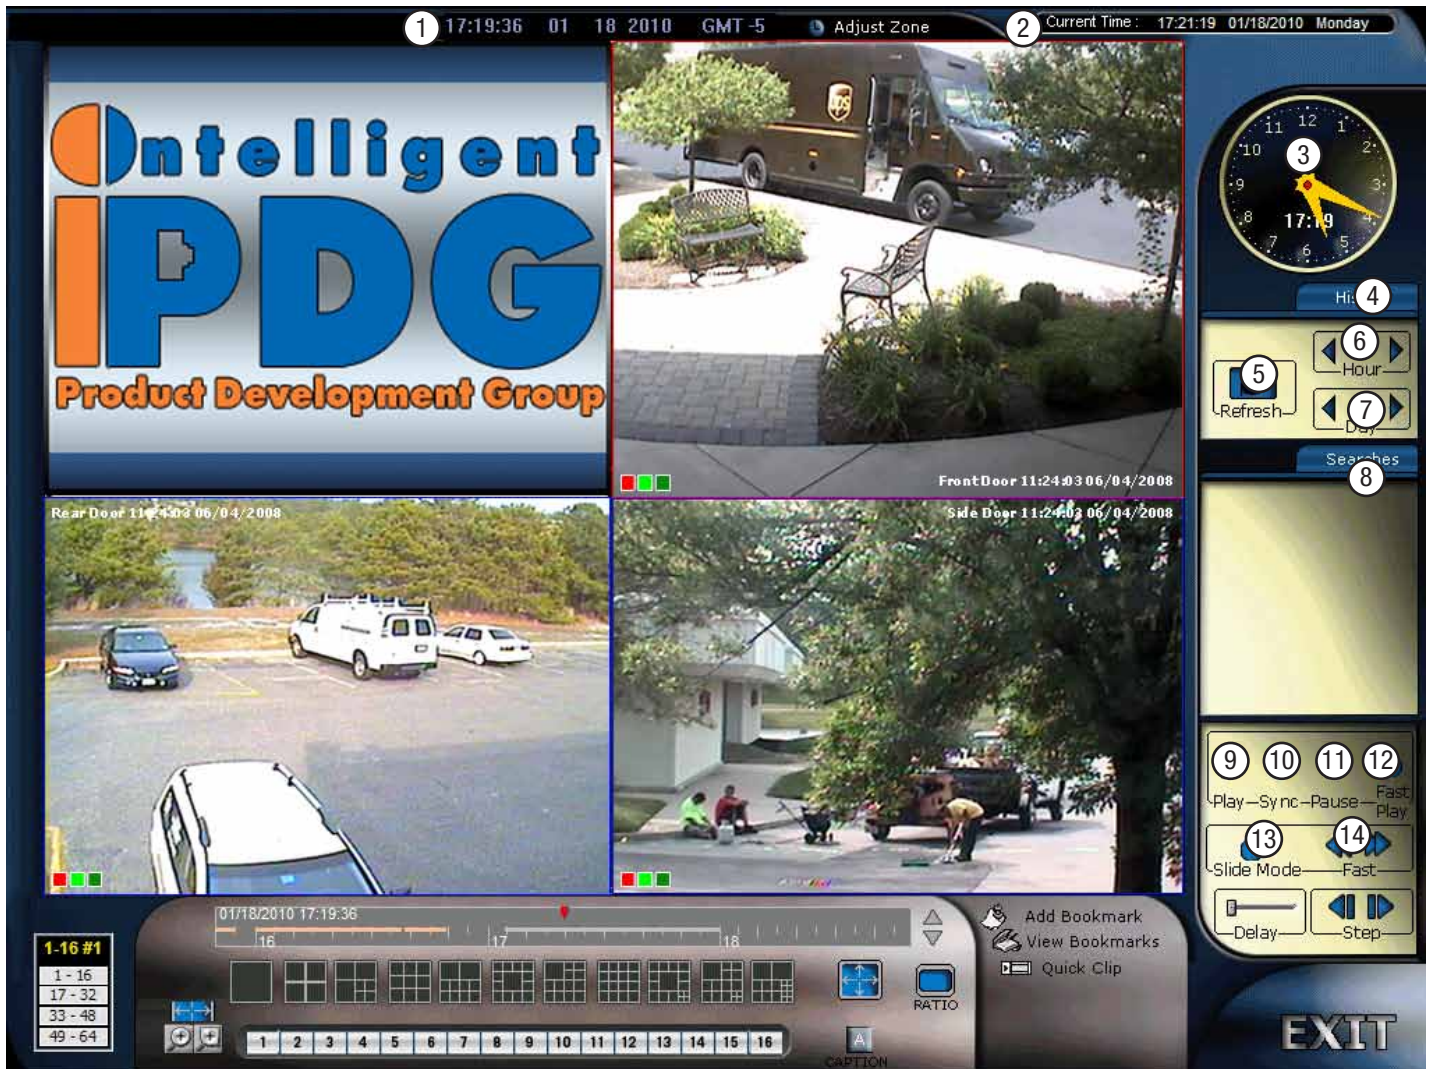 1 17:19:36 01 18 2010 GMT -5 Adjust Zone
2 Current Time : 17:21:19 01/18/2010 Monday
Intelligent
IPDG
Product Development Group
UPS
Front Door 11:24:03 06/04/2008
Rear Door 11:24:03 06/04/2008
Side Door 11:24:03 06/04/2008
12
11 1
10 3 2
9 3
8 17:19 4
7 5
6
4
5 6
Hour
Refresh
7
Day
Searches
8
9 10 11 12
Play Sync Pause Fast Play
13 14
Slide Mode Fast
Delay Step
01/18/2010 17:19:36
16 17 18
Add Bookmark
View Bookmarks
Quick Clip
RATIO
1-16 #1
1 - 16
17 - 32
33 - 48
49 - 64
1 2 3 4 5 6 7 8 9 10 11 12 13 14 15 16
A
CAPTION
EXIT